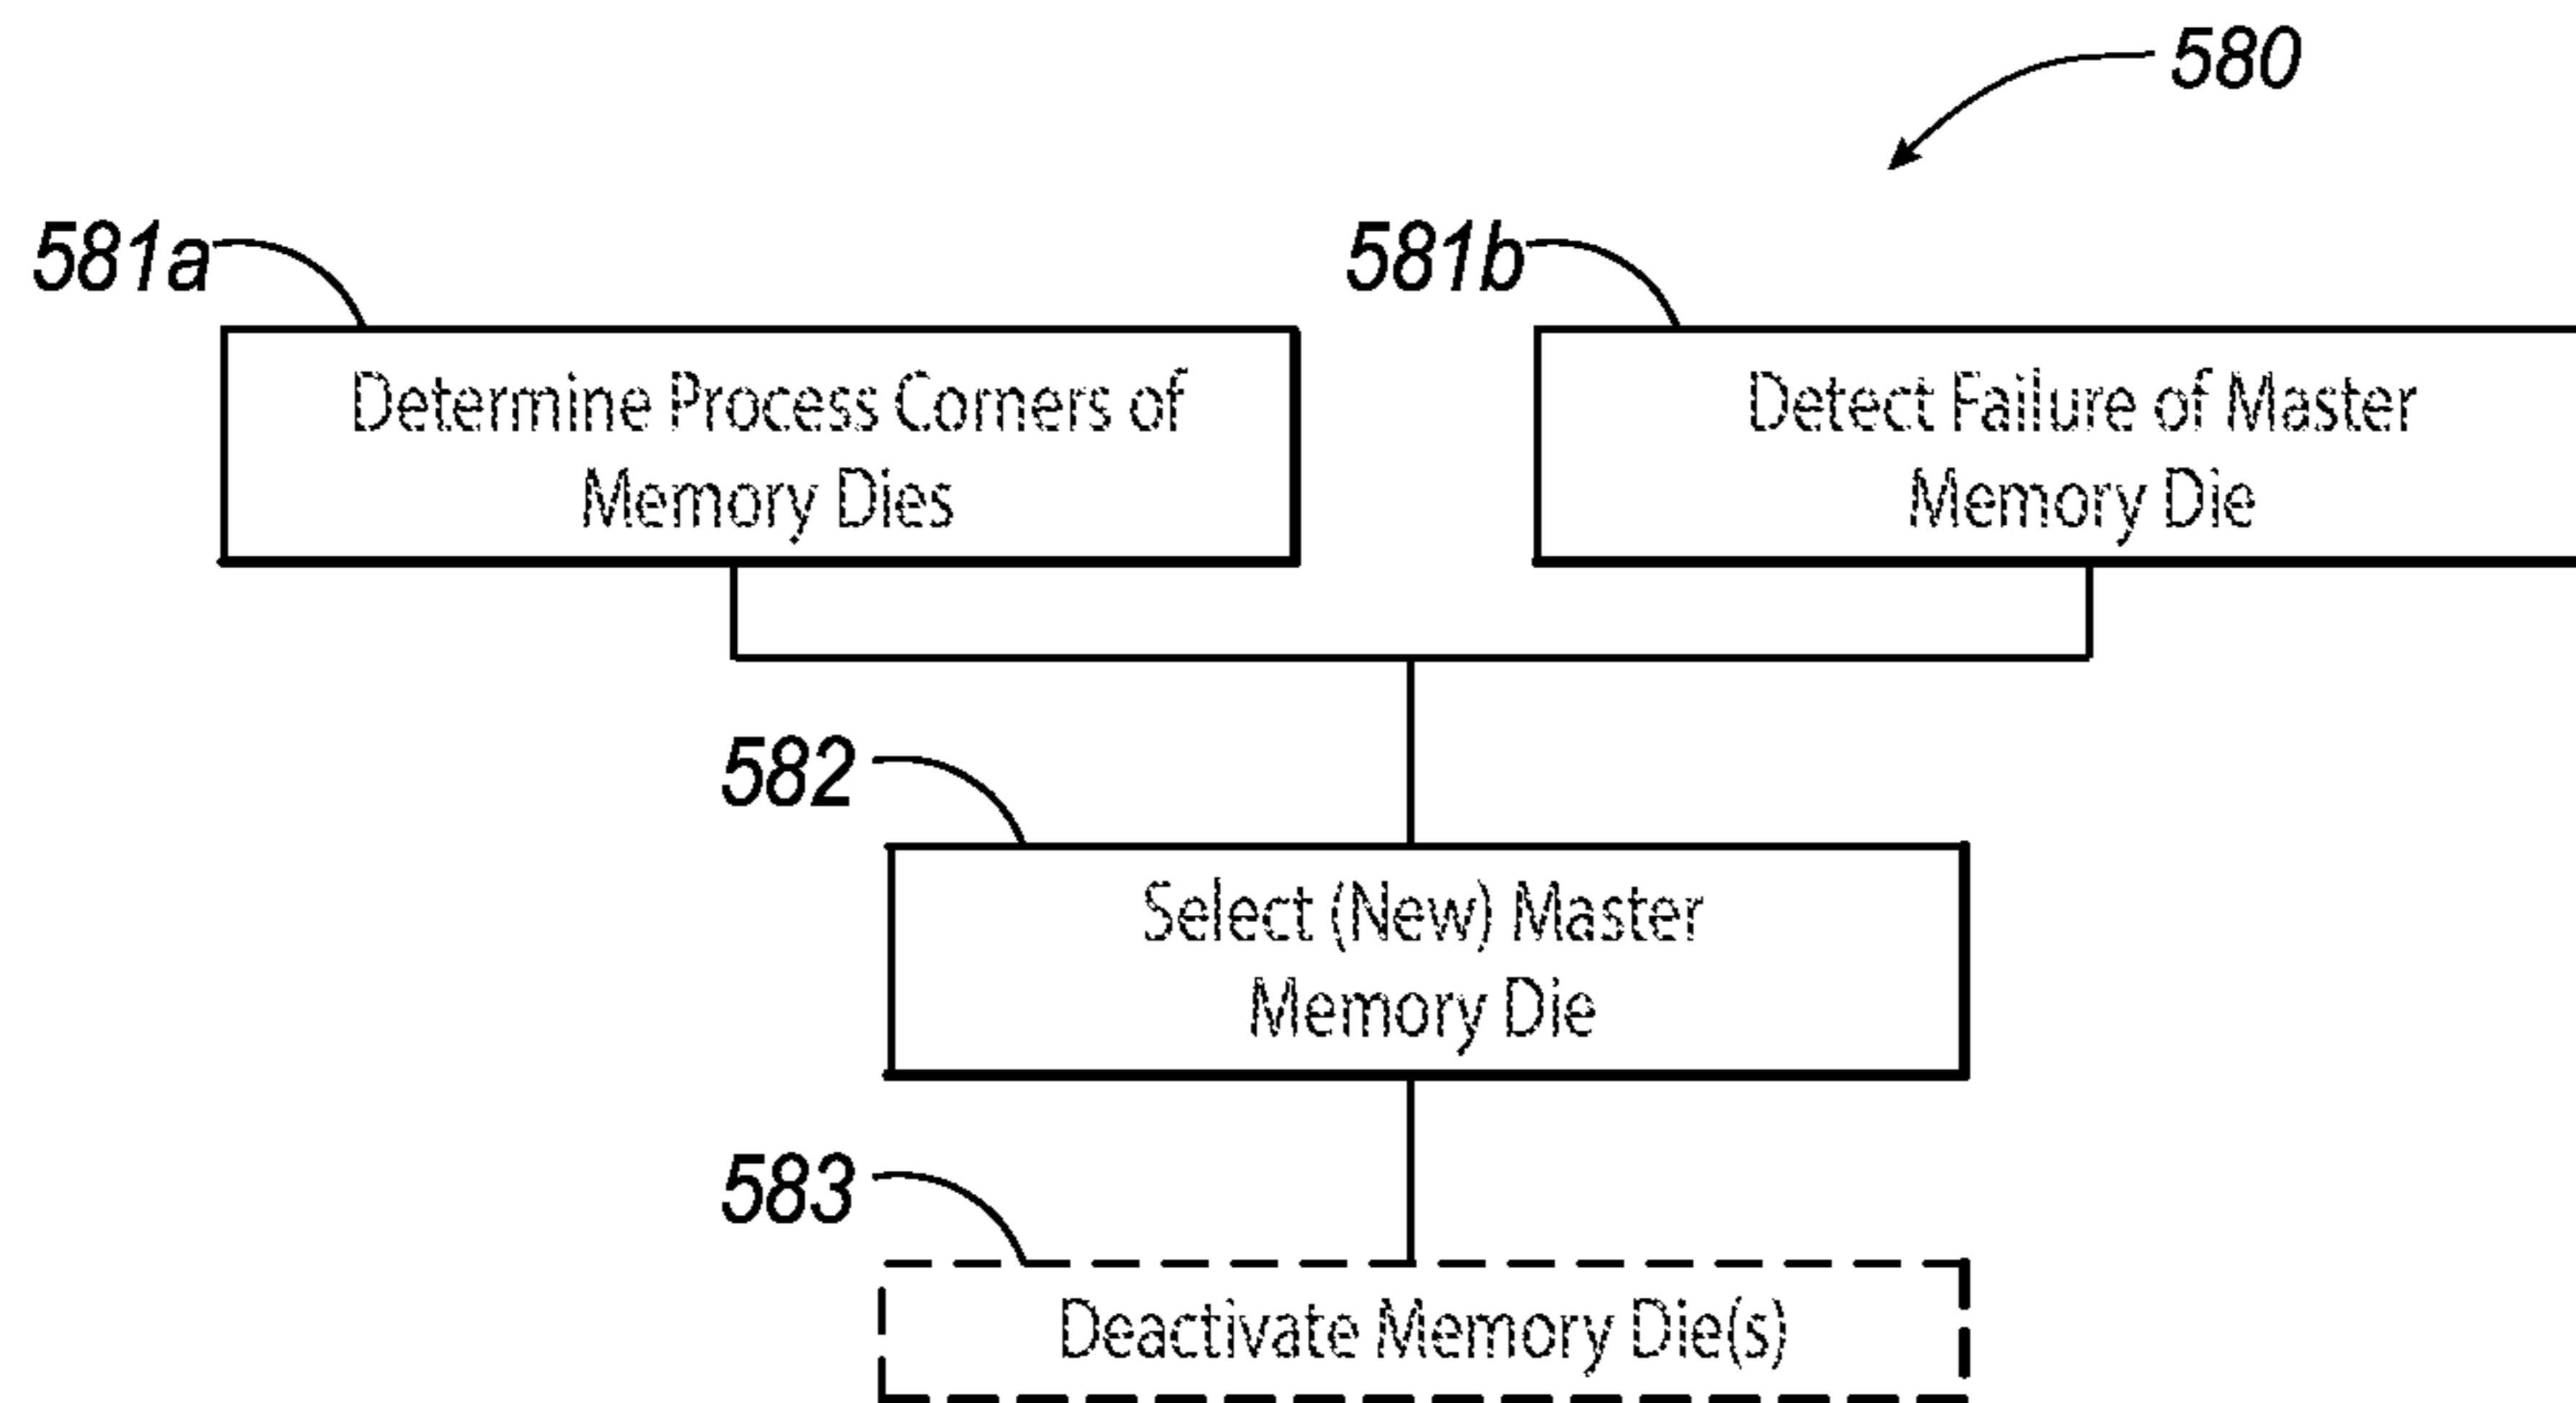 580
581a
581b
Determine Process Corners of
Memory Dies
Detect Failure of Master
Memory Die
582
Select (New) Master
Memory Die
583
Deactivate Memory Die(s)